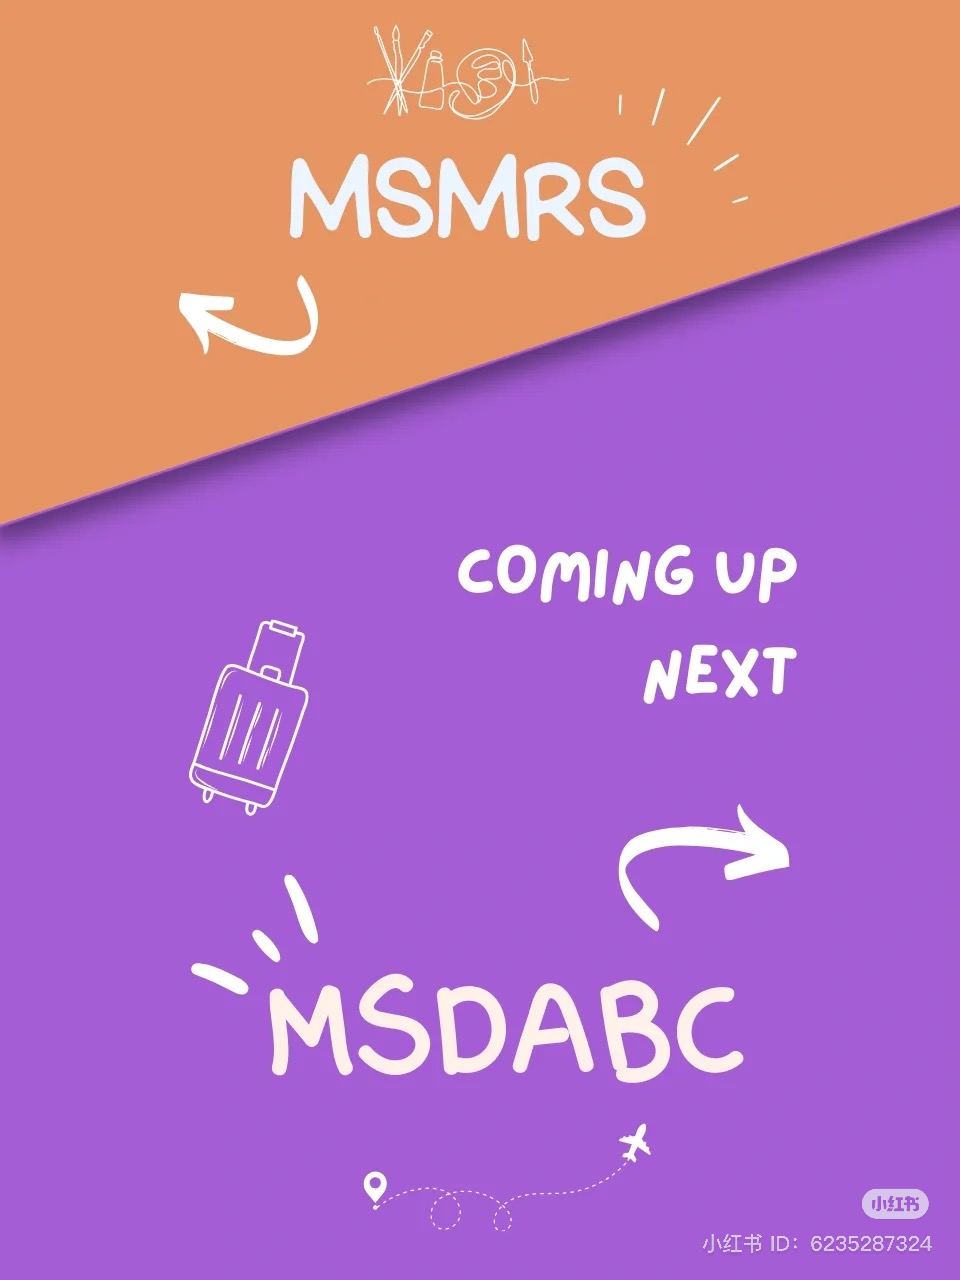 MSMRS
COMING UP
NEXT
MSDABC
小红书
小红书 ID: 6235287324